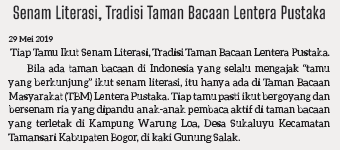 Senam Literasi, Tradisi Taman Bacaan Lentera Pustaka
29 Mei 2019
Tiap Tamu Ikut Senam Literasi, Tradisi Taman Bacaan Lentera Pustaka.
Bila ada taman bacaan di Indonesia yang selalu mengajak “tamu
yang berkunjung” ikut senam literasi, itu hanya ada di Taman Bacaan
Masyarakat (TBM) Lentera Pustaka. Tiap tamu pasti ikut bergoyang dan
bersenam ria yang dipandu anak-anak pembaca aktif di taman bacaan
yang terletak di Kampung Warung Loa, Desa Sukaluyu Kecamatan
Tamansari Kabupaten Bogor, di kaki Gunung Salak.